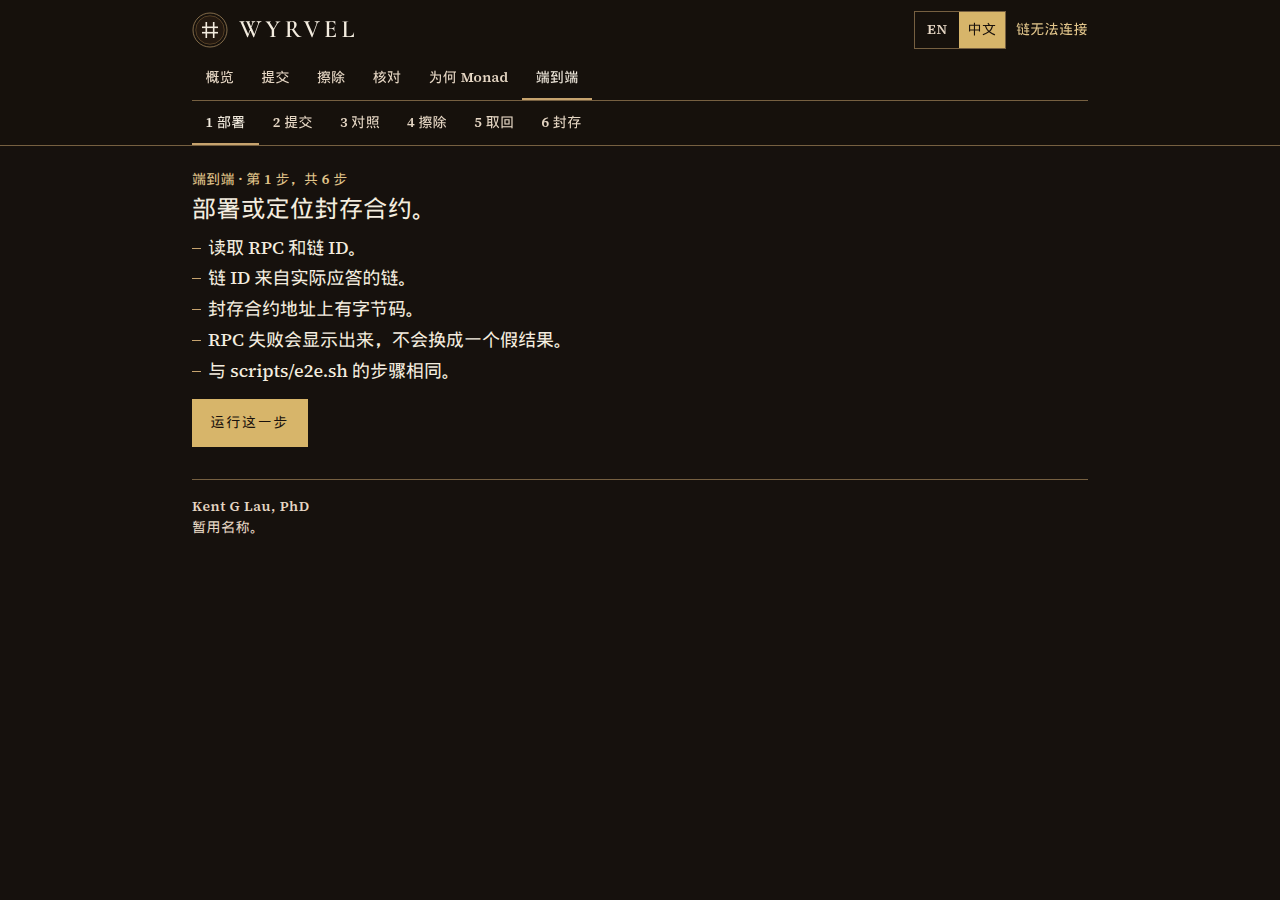 WYRVEL
EN 中文 链无法连接
概览 提交 擦除 核对 为何 Monad 端到端
1 部署 2 提交 3 对照 4 擦除 5 取回 6 封存
端到端 · 第 1 步，共 6 步
部署或定位封存合约。
– 读取 RPC 和链 ID。
– 链 ID 来自实际应答的链。
– 封存合约地址上有字节码。
– RPC 失败会显示出来，不会换成一个假结果。
– 与 scripts/e2e.sh 的步骤相同。
运行这一步
Kent G Lau, PhD
暂用名称。